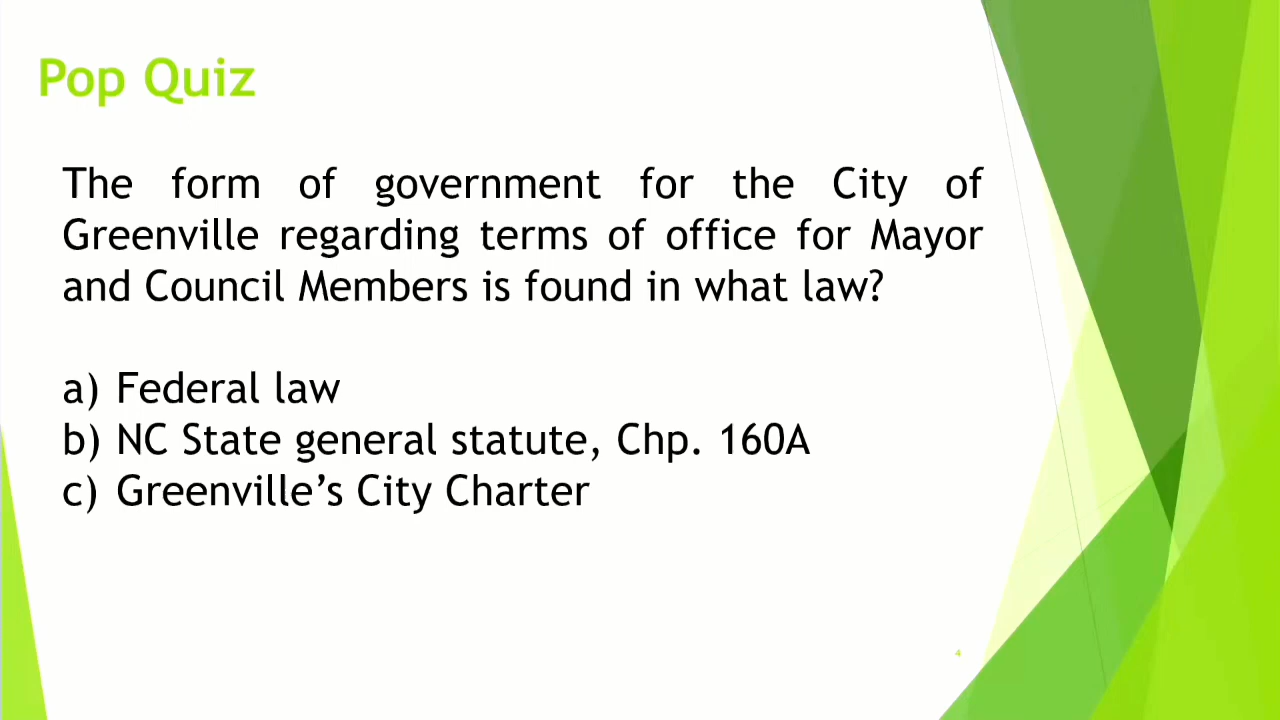 Pop Quiz
The form of government for the City of
Greenville regarding terms of office for Mayor
and Council Members is found in what law?
a) Federal law
b) NC State general statute, Chp. 160A
c) Greenville’s City Charter
4